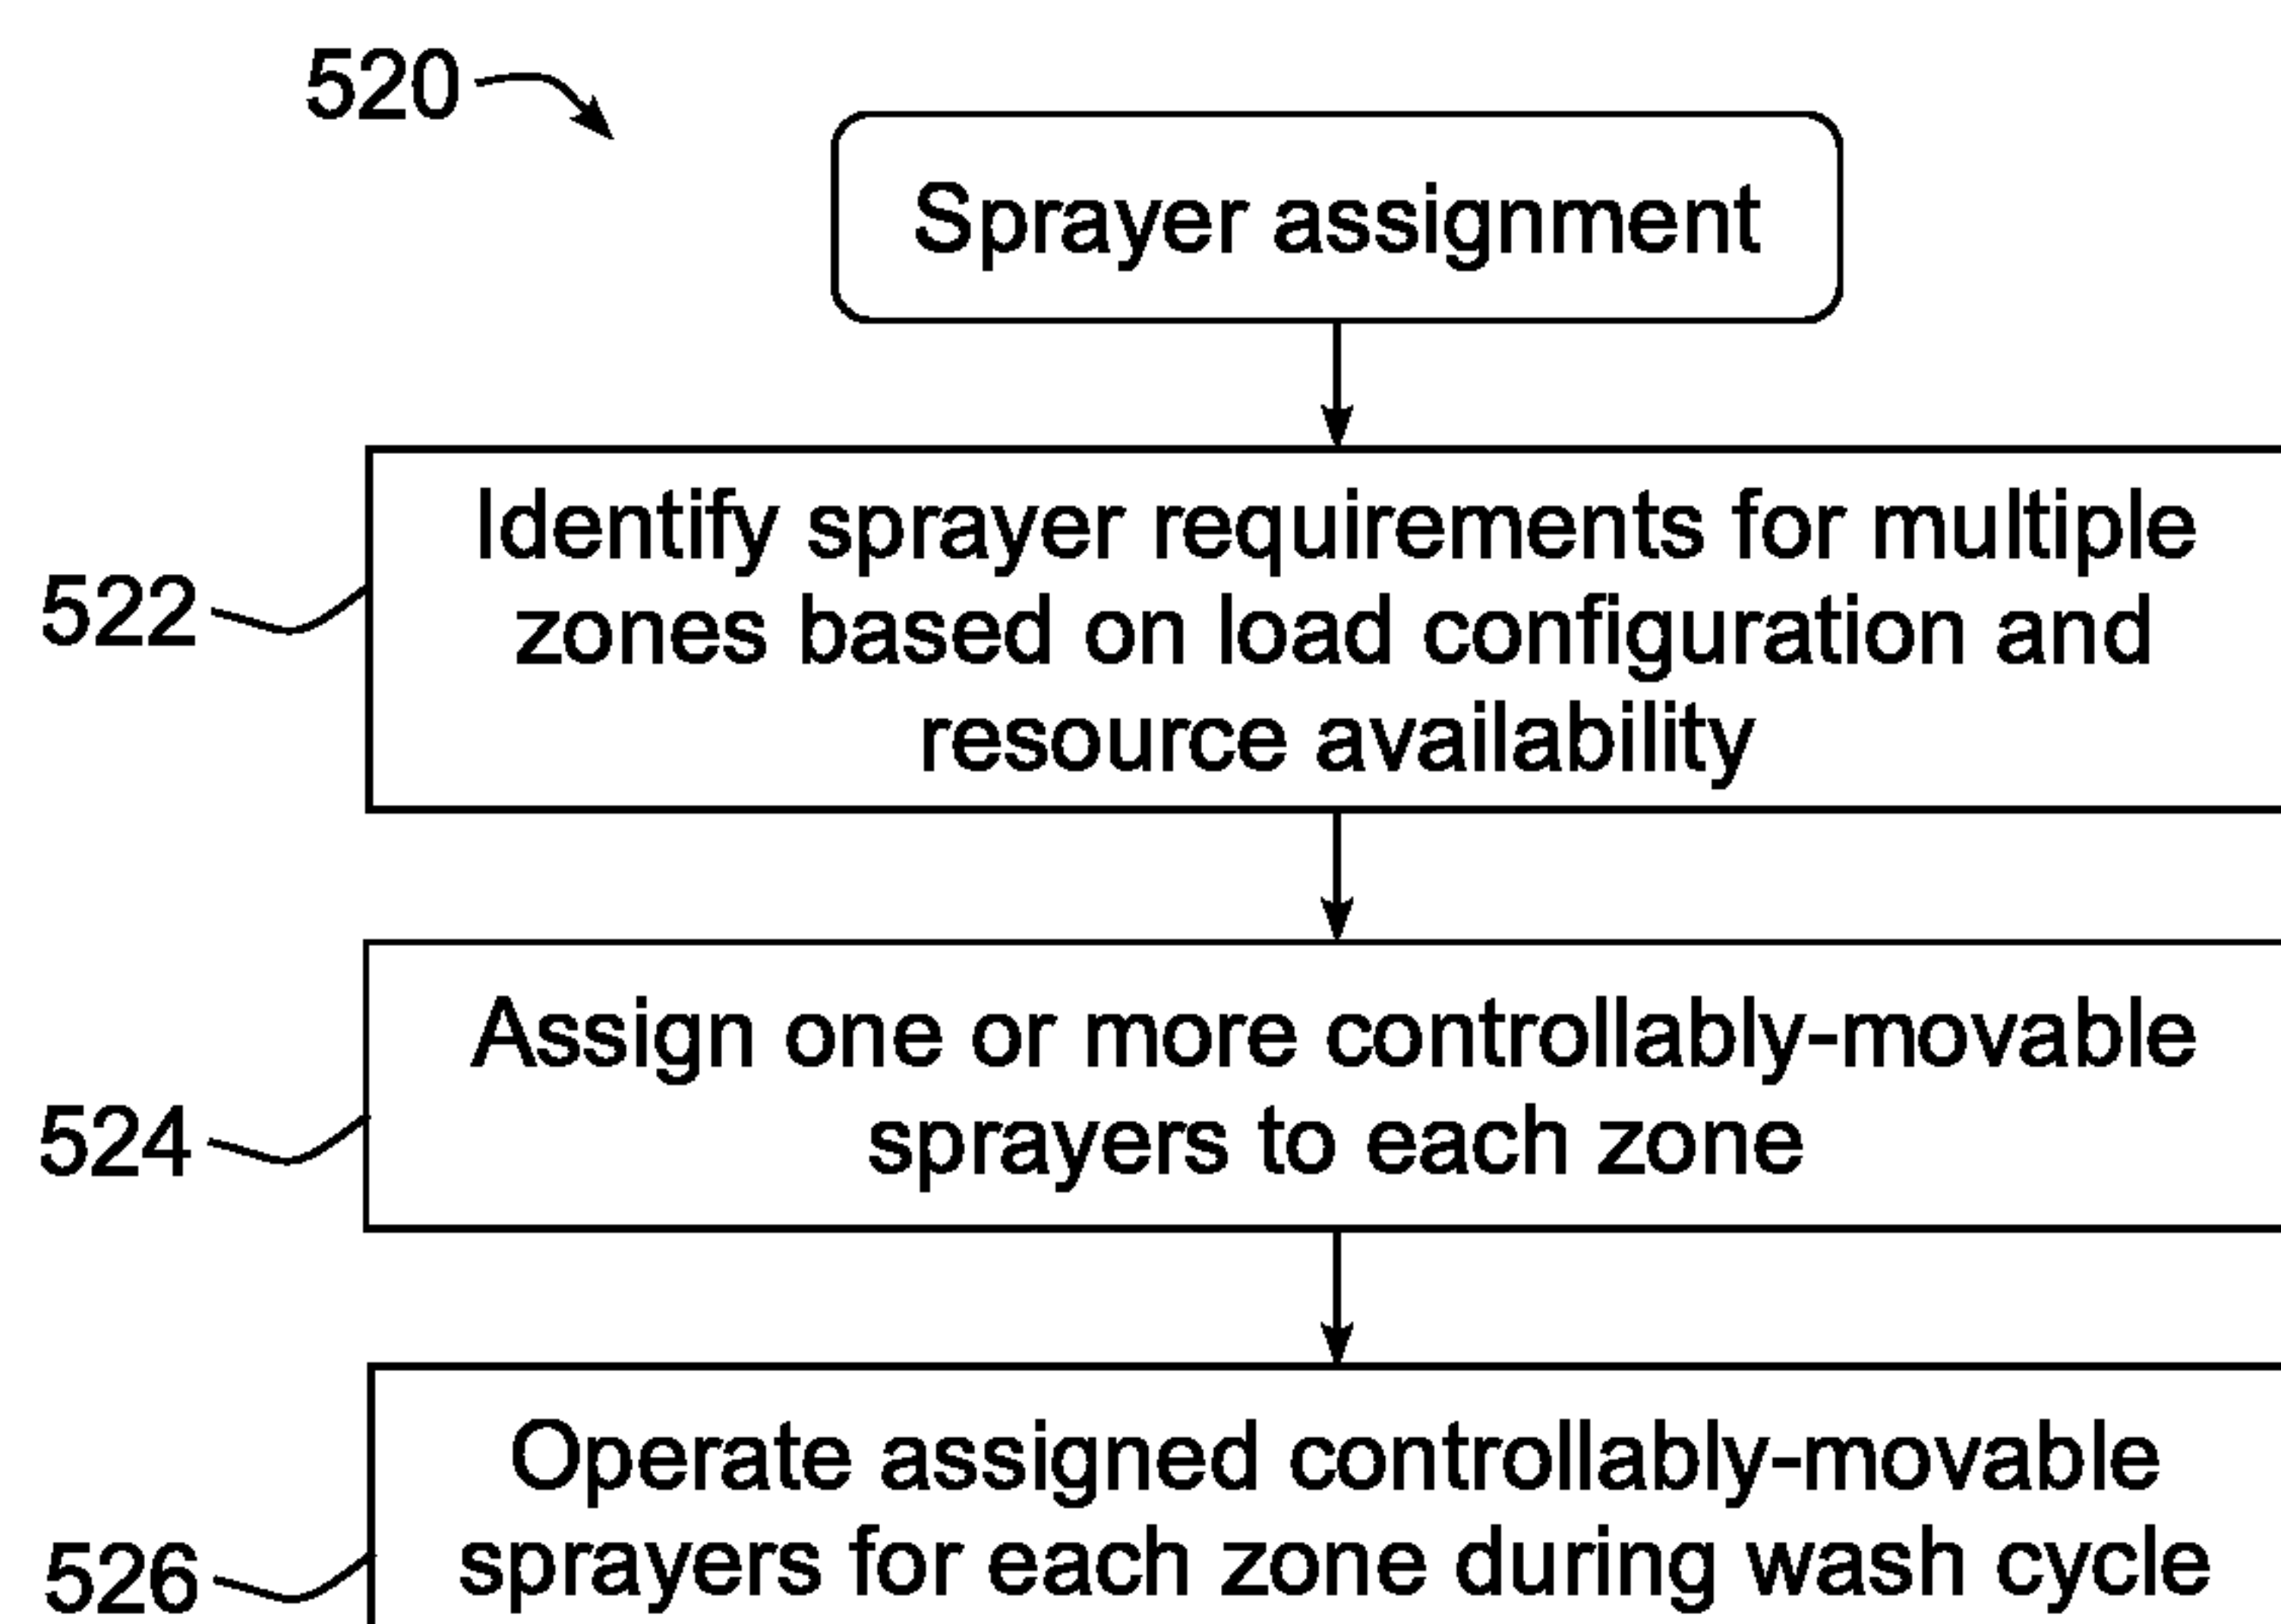 520
Sprayer assignment
Identify sprayer requirements for multiple
zones based on load configuration and
resource availability
522
Assign one or more controllably-movable
sprayers to each zone
524
Operate assigned controllably-movable
sprayers for each zone during wash cycle
526